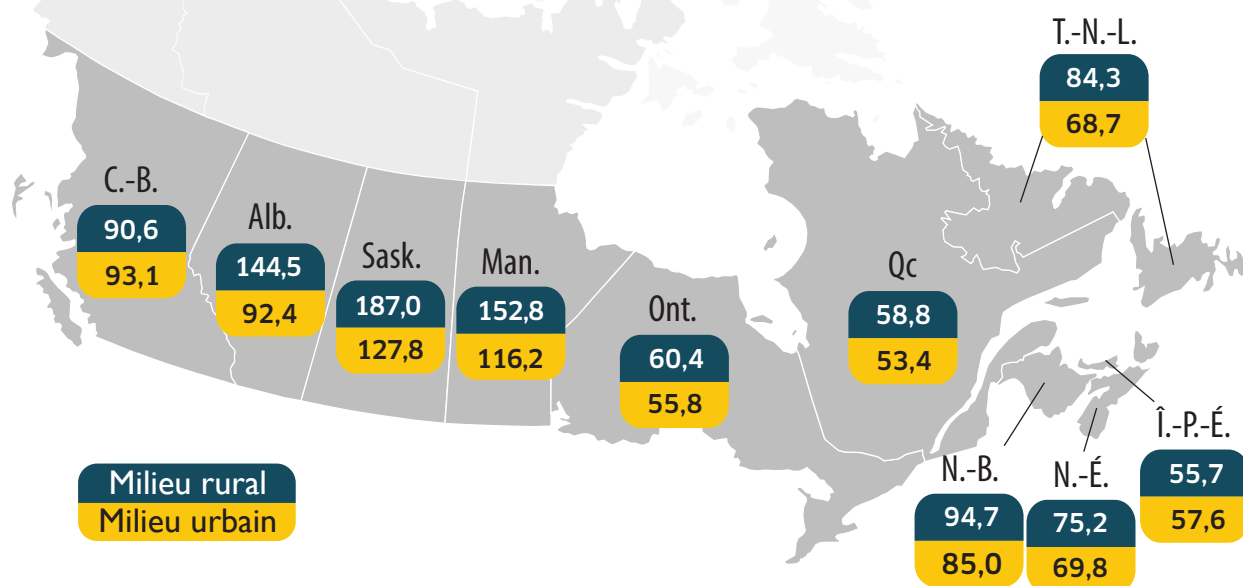 T.-N.-L.
84,3
68,7
C.-B.
90,6
93,1
Alb.
144,5
92,4
Sask.
187,0
127,8
Man.
152,8
116,2
Ont.
60,4
55,8
Qc
58,8
53,4
Î.-P.-É.
55,7
57,6
N.-B.
94,7
85,0
N.-É.
75,2
69,8
Milieu rural
Milieu urbain